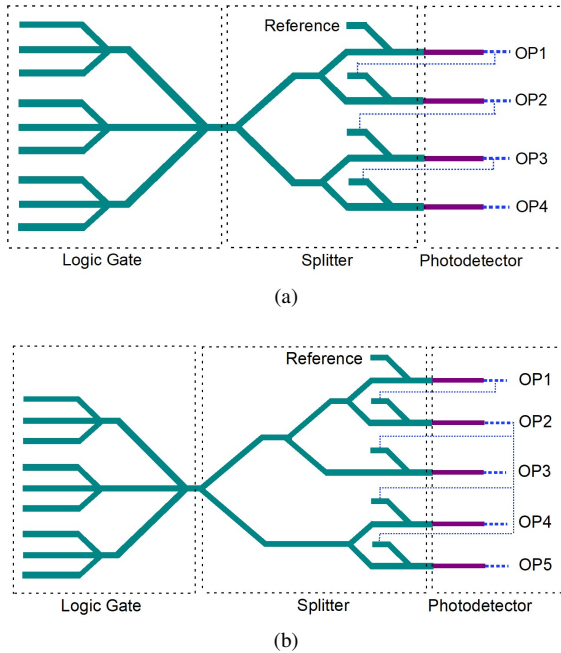 Reference
OP1
OP2
OP3
OP4
Logic Gate Splitter Photodetector
(a)
Reference
OP1
OP2
OP3
OP4
OP5
Logic Gate Splitter Photodetector
(b)